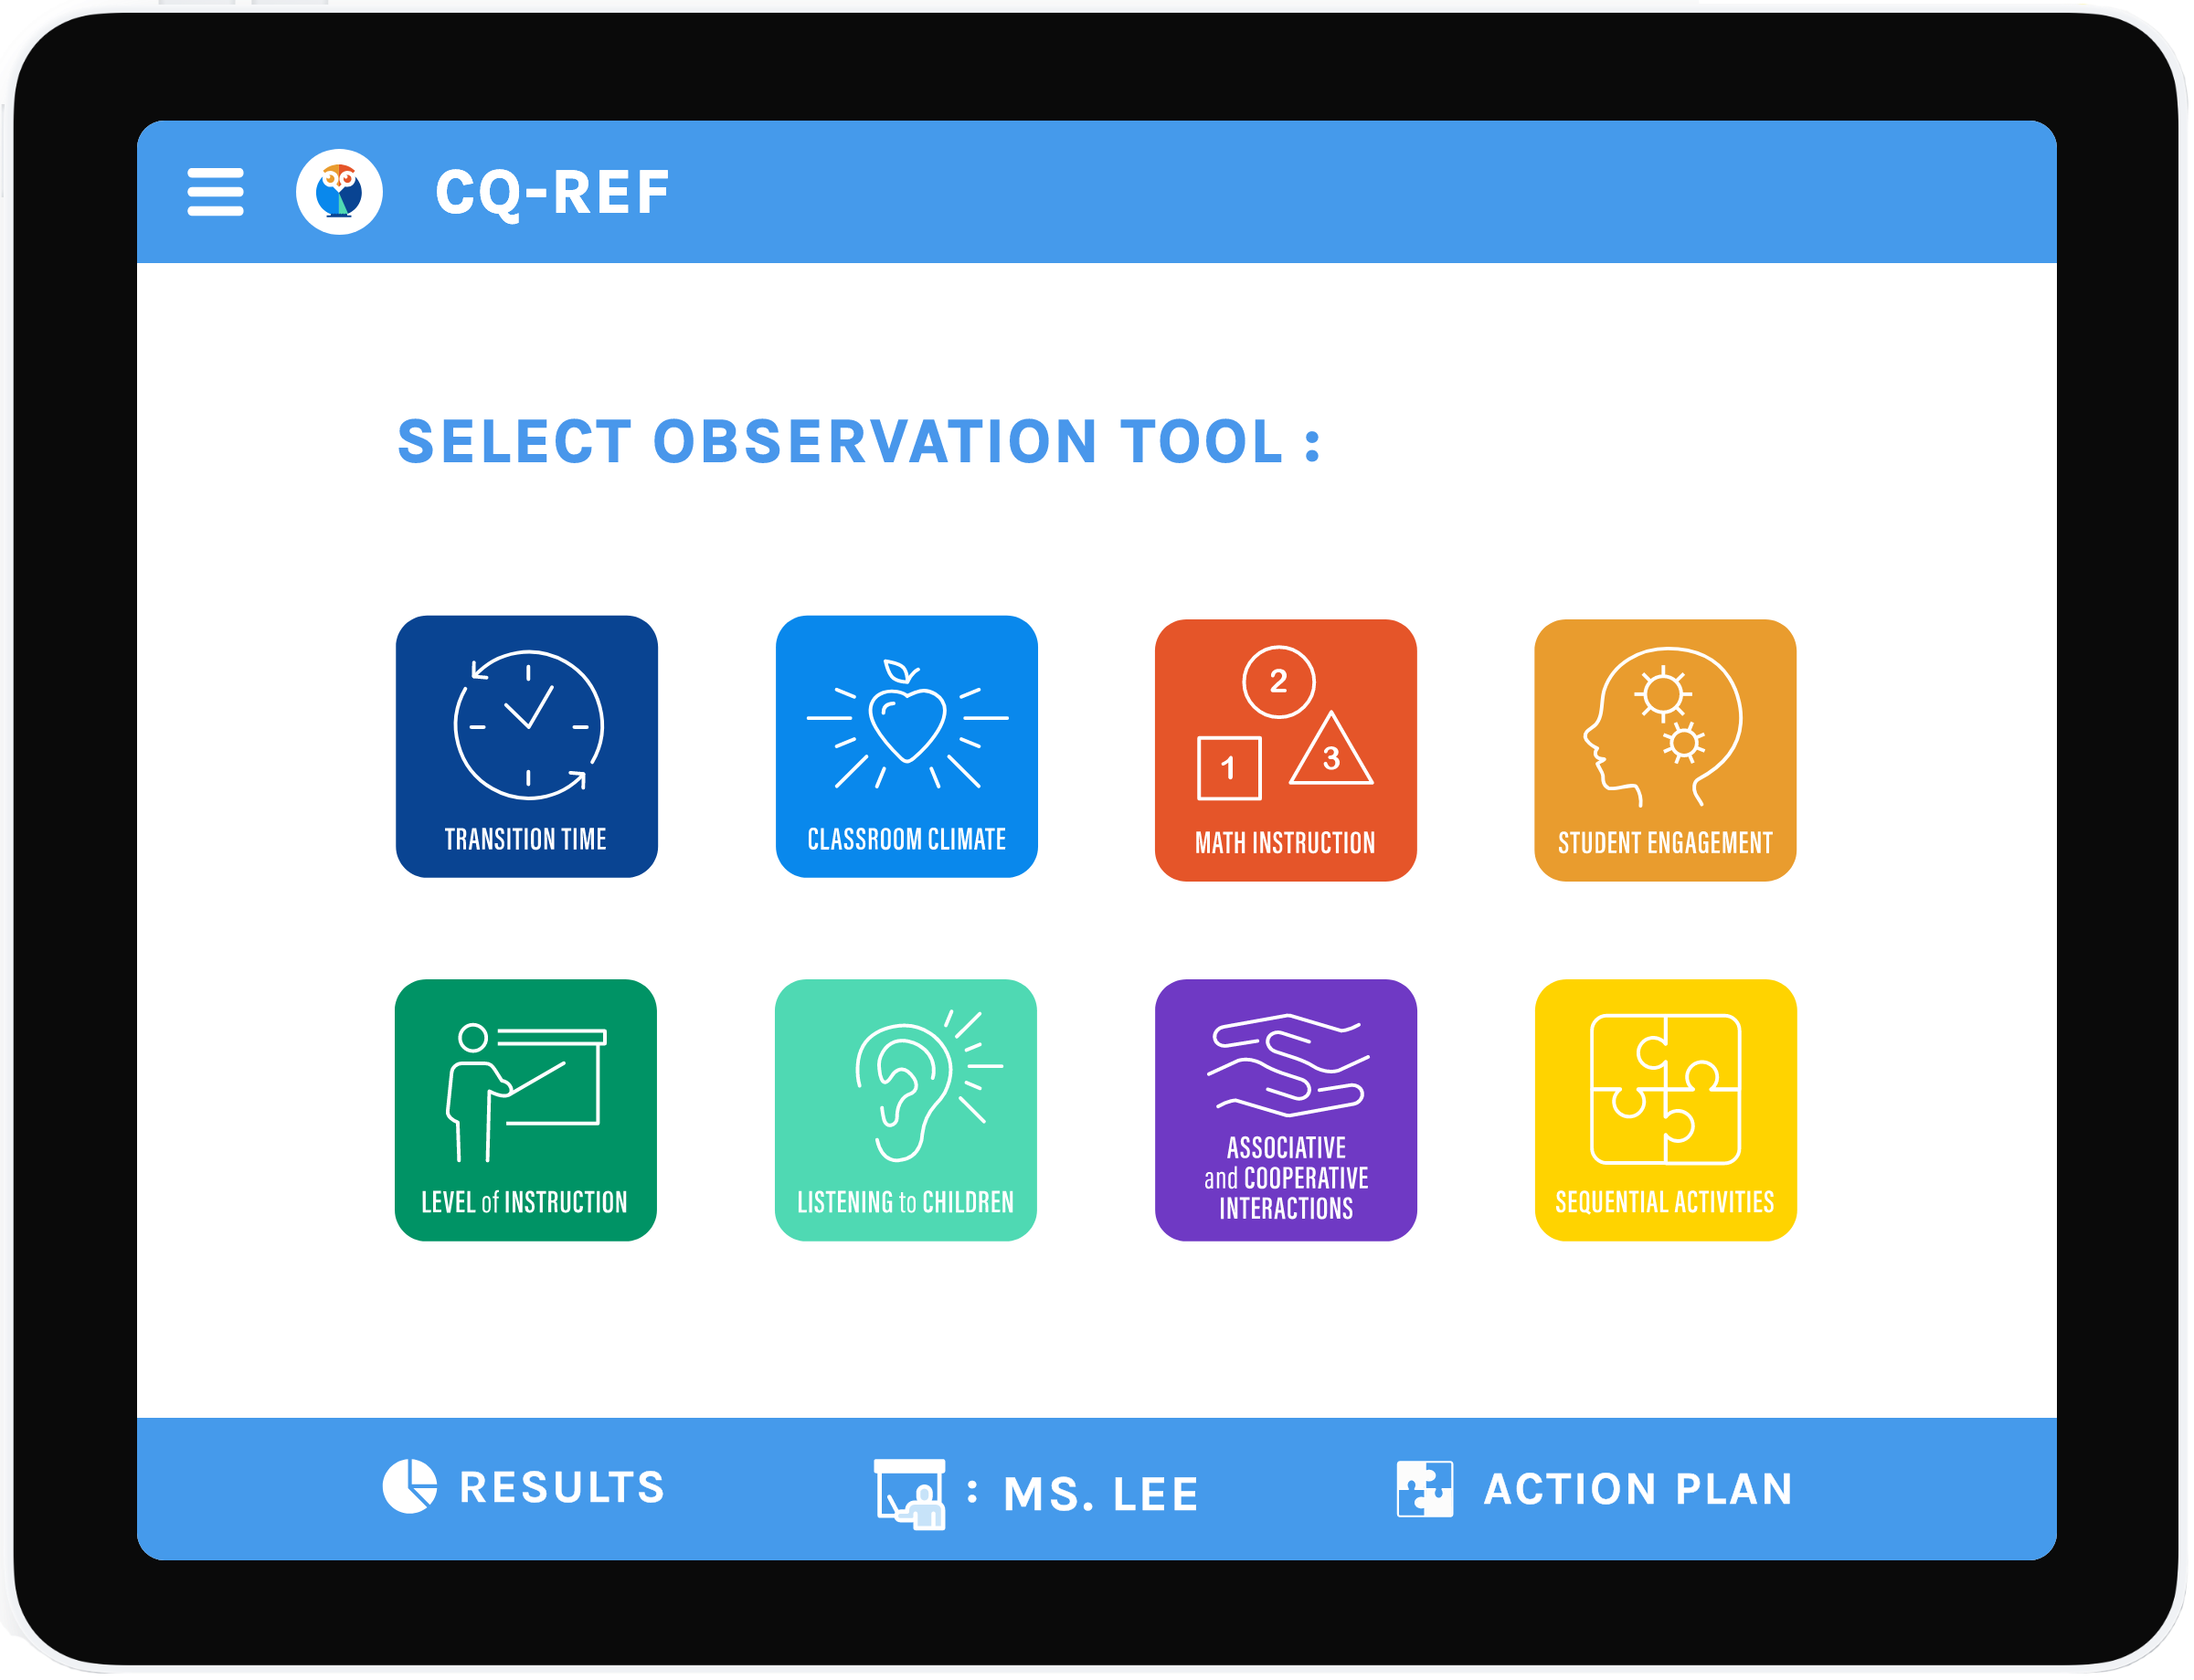 CQ-REF
SELECT OBSERVATION TOOL :
2
1
3
TRANSITION TIME
CLASSROOM CLIMATE
MATH INSTRUCTION
STUDENT ENGAGEMENT
LEVEL of INSTRUCTION
LISTENING to CHILDREN
ASSOCIATIVE
and COOPERATIVE
INTERACTIONS
SEQUENTIAL ACTIVITIES
RESULTS
: MS. LEE
ACTION PLAN